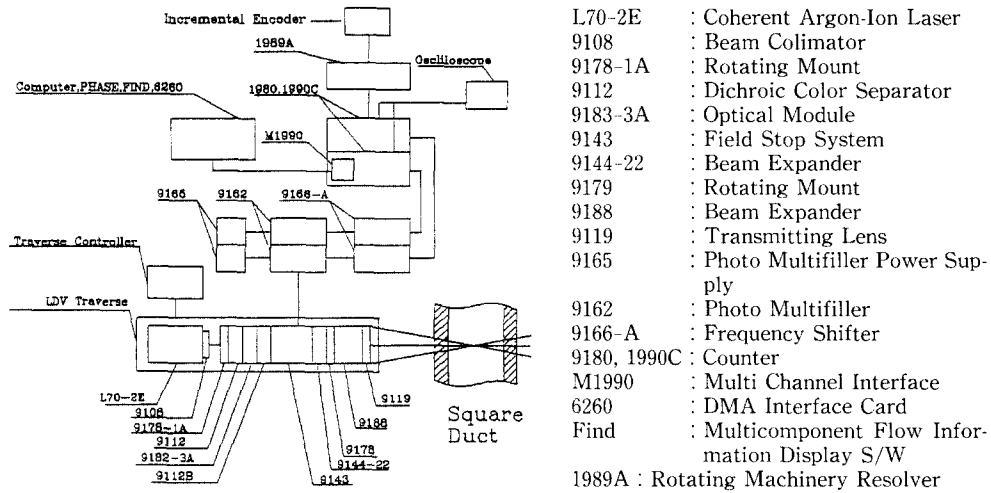 Incremental Encoder
1989A
Oscilloscope
Computer,PHASE,FIND,6260
1980,1990C
M1990
9165
9162
9166-A
Traverse Controller
LDV Traverse
L70-2E
9108
9178-1A
9112
9182-3A
9112B
9143
9144-22
9178
9188
9119
Square
Duct
L70-2E : Coherent Argon-Ion Laser
9108 : Beam Colimator
9178-1A : Rotating Mount
9112 : Dichroic Color Separator
9183-3A : Optical Module
9143 : Field Stop System
9144-22 : Beam Expander
9179 : Rotating Mount
9188 : Beam Expander
9119 : Transmitting Lens
9165 : Photo Multifiller Power Sup-
ply
9162 : Photo Multifiller
9166-A : Frequency Shifter
9180, 1990C : Counter
M1990 : Multi Channel Interface
6260 : DMA Interface Card
Find : Multicomponent Flow Infor-
mation Display S/W
1989A : Rotating Machinery Resolver